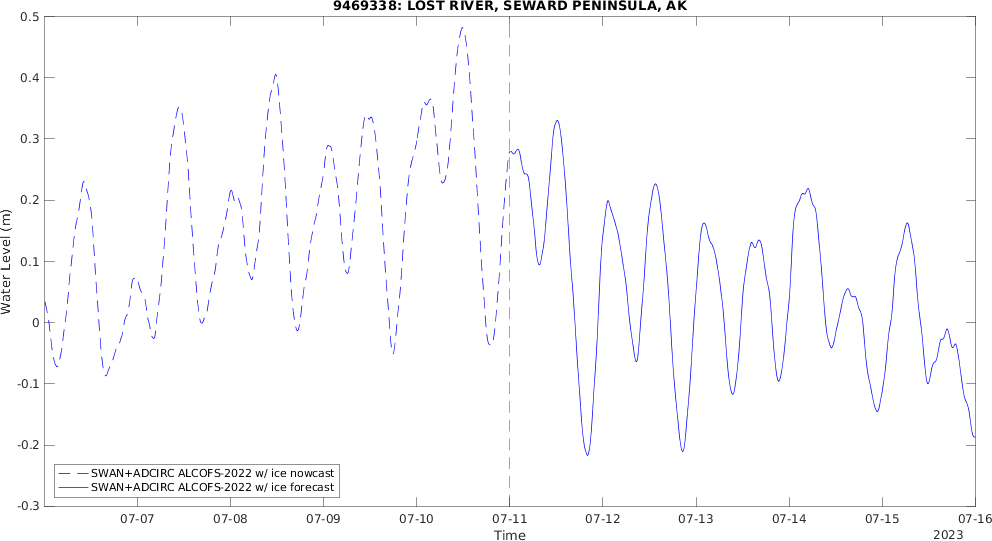 9469338: LOST RIVER, SEWARD PENINSULA, AK
0.5
0.4
0.3
0.2
0.1
0
-0.1
-0.2
-0.3
Water Level (m)
SWAN+ADCIRC ALCOFS-2022 w/ ice nowcast
SWAN+ADCIRC ALCOFS-2022 w/ ice forecast
07-07 07-08 07-09 07-10 07-11 07-12 07-13 07-14 07-15 07-16
Time
2023